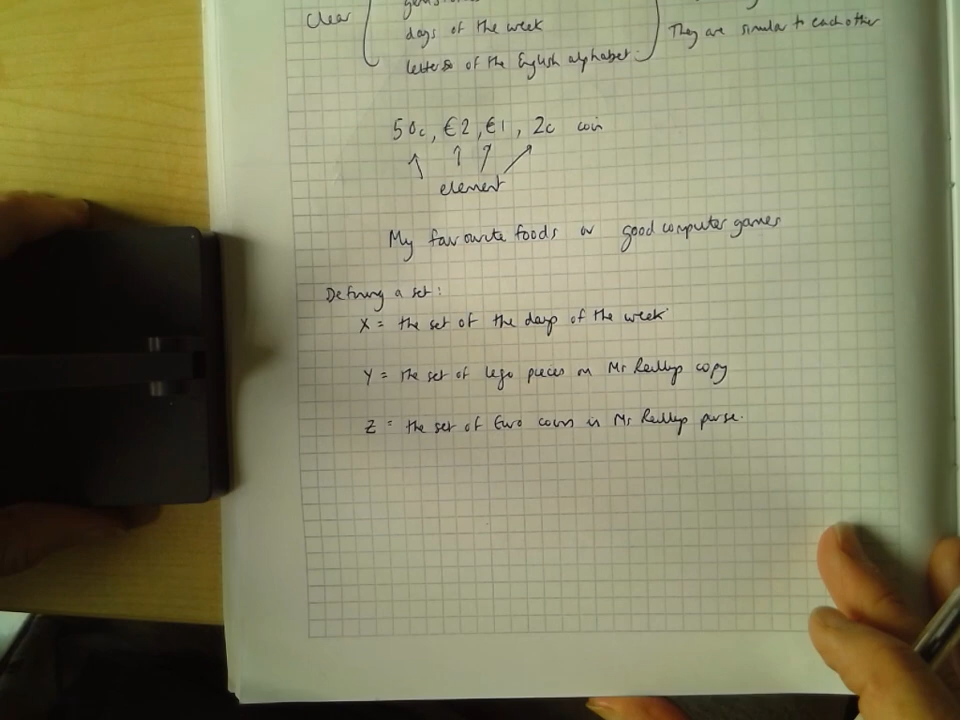 Clear
days of the week
They are similar to each other
letters of the English alphabet.
50c, €2, €1, 2c coin
element
My favourite foods or good computer games
Defining a set:
X = the set of the days of the week
Y = the set of lego pieces on Mr Reillys copy
Z = the set of Euro coins in Mr Reillys purse.